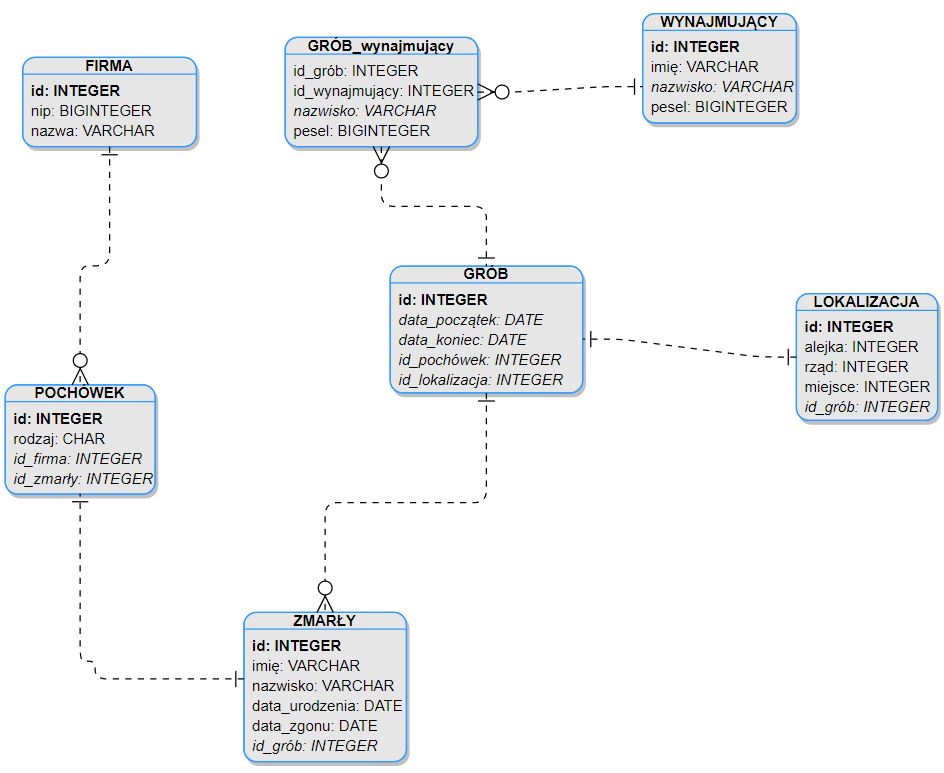 FIRMA
id: INTEGER
nip: BIGINTEGER
nazwa: VARCHAR
GRÓB_wynajmujący
id_grób: INTEGER
id_wynajmujący: INTEGER
nazwisko: VARCHAR
pesel: BIGINTEGER
WYNAJMUJĄCY
id: INTEGER
imię: VARCHAR
nazwisko: VARCHAR
pesel: BIGINTEGER
GRÓB
id: INTEGER
data_początek: DATE
data_koniec: DATE
id_pochówek: INTEGER
id_lokalizacja: INTEGER
LOKALIZACJA
id: INTEGER
alejka: INTEGER
rząd: INTEGER
miejsce: INTEGER
id_grób: INTEGER
POCHÓWEK
id: INTEGER
rodzaj: CHAR
id_firma: INTEGER
id_zmarły: INTEGER
ZMARŁY
id: INTEGER
imię: VARCHAR
nazwisko: VARCHAR
data_urodzenia: DATE
data_zgonu: DATE
id_grób: INTEGER